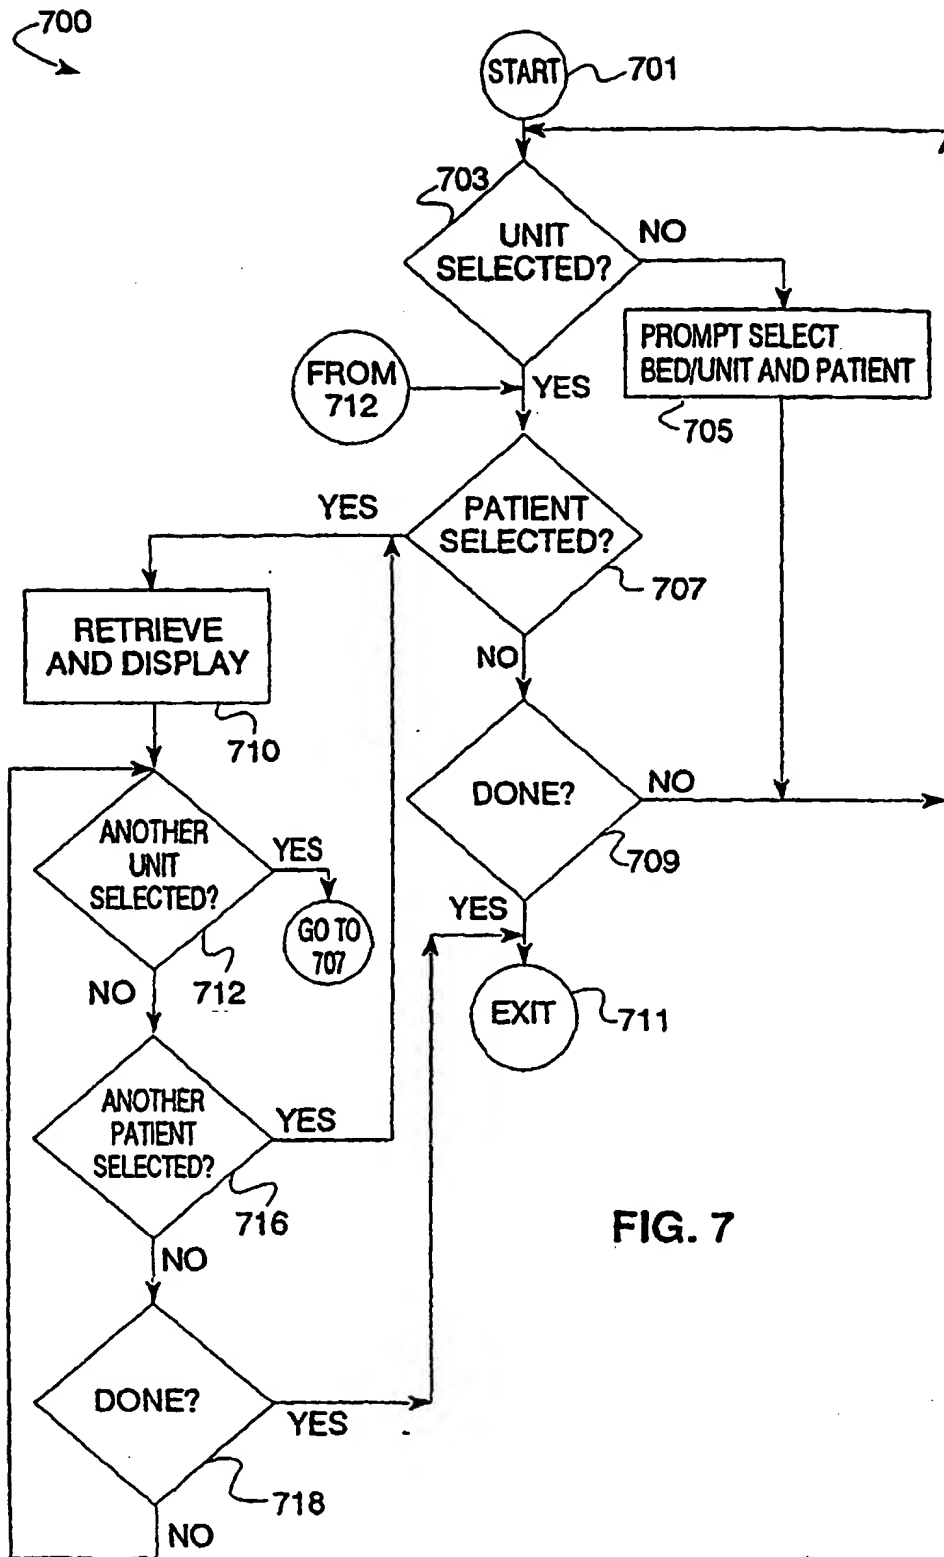 700
START
701
703
UNIT
SELECTED?
NO
PROMPT SELECT
BED/UNIT AND PATIENT
705
FROM
712
YES
PATIENT
SELECTED?
YES
707
RETRIEVE
AND DISPLAY
710
NO
DONE?
NO
709
YES
ANOTHER
UNIT
SELECTED?
YES
GO TO
707
712
NO
EXIT
711
ANOTHER
PATIENT
SELECTED?
YES
716
NO
FIG. 7
DONE?
YES
718
NO